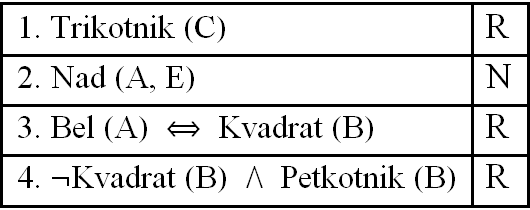 1. Trikotnik (C) R
2. Nad (A, E) N
3. Bel (A) ⇔ Kvadrat (B) R
4. ¬Kvadrat (B) ∧ Petkotnik (B) R